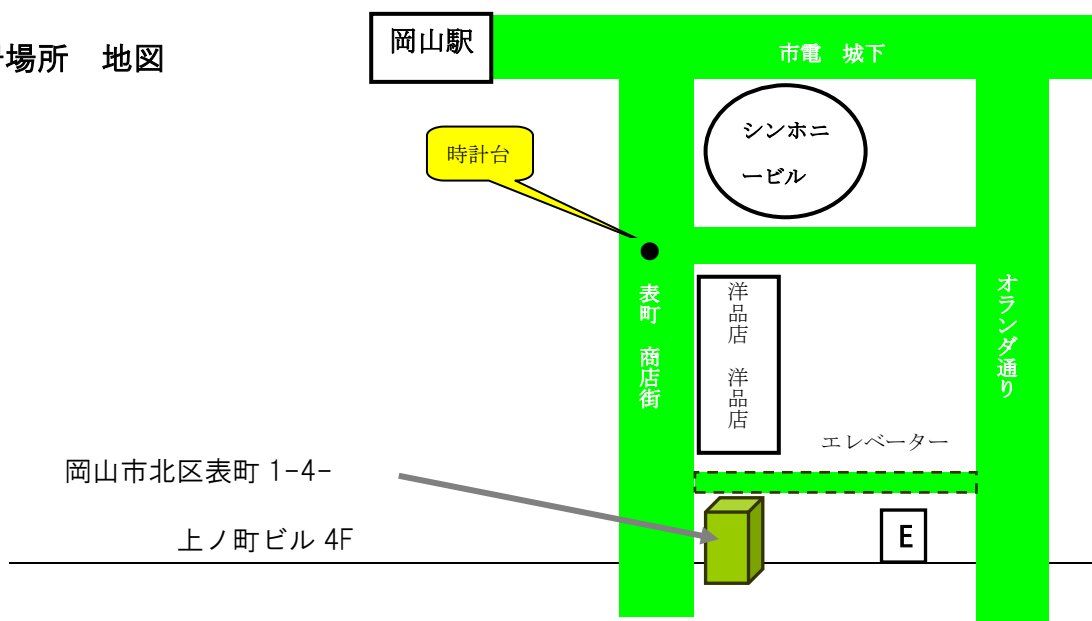 場所 地図
岡山駅
市電 城下
シンホニ
ービル
時計台
表町 商店街
洋品店 洋品店
オランダ通り
エレベーター
岡山市北区表町 1-4-
上ノ町ビル 4F
E